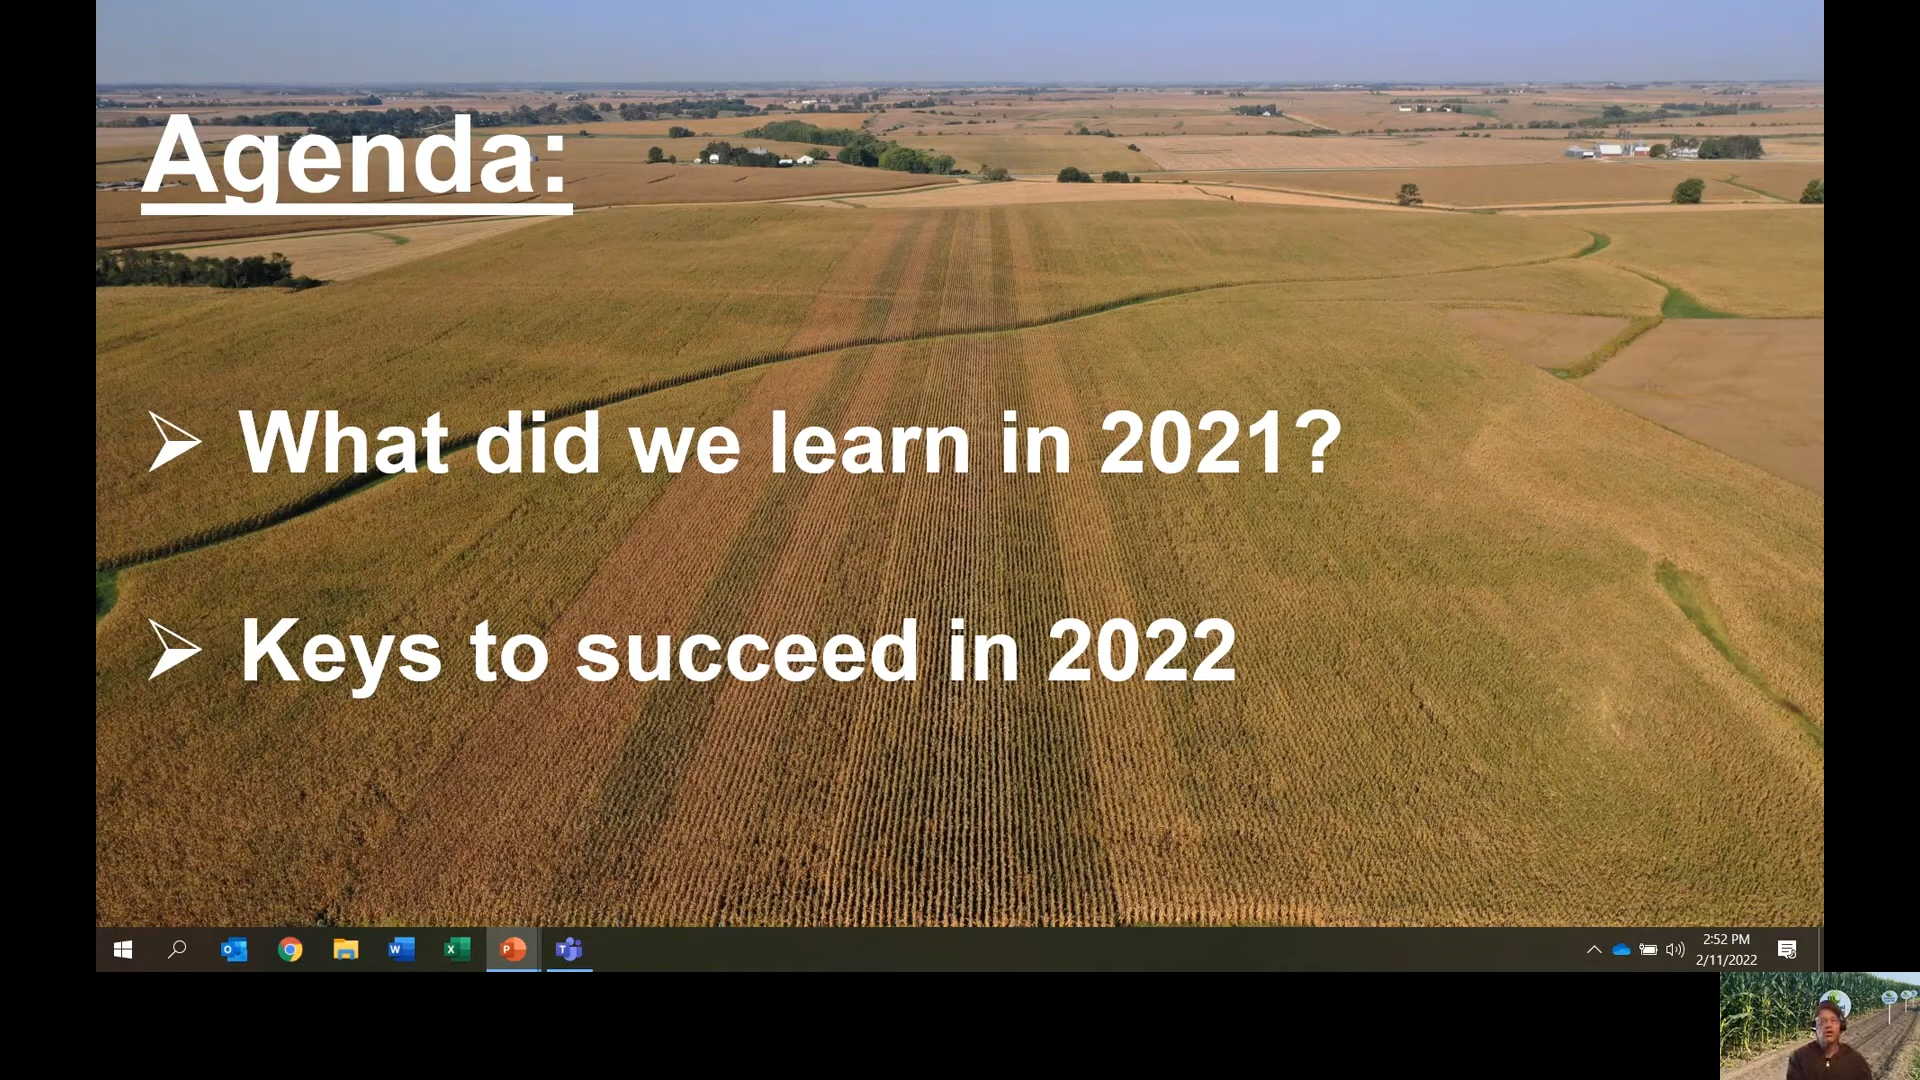 Agenda:
What did we learn in 2021?
Keys to succeed in 2022
2:52 PM
2/11/2022